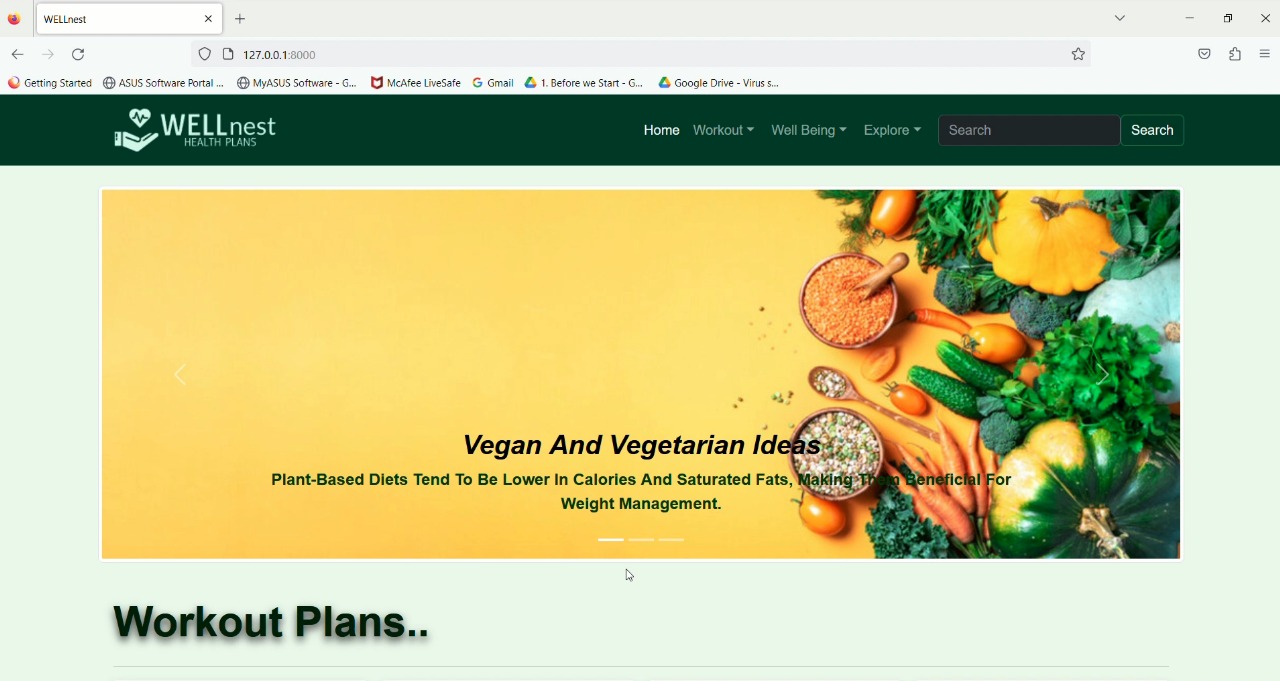 WELLnest
127.0.0.1:8000
Getting Started ASUS Software Portal ... MyASUS Software - G... McAfee LiveSafe Gmail 1. Before we Start - G... Google Drive - Virus s...
WELLnest
HEALTH PLANS
Home Workout Well Being Explore Search Search
Vegan And Vegetarian Ideas
Plant-Based Diets Tend To Be Lower In Calories And Saturated Fats, Making Them Beneficial For
Weight Management.
Workout Plans..